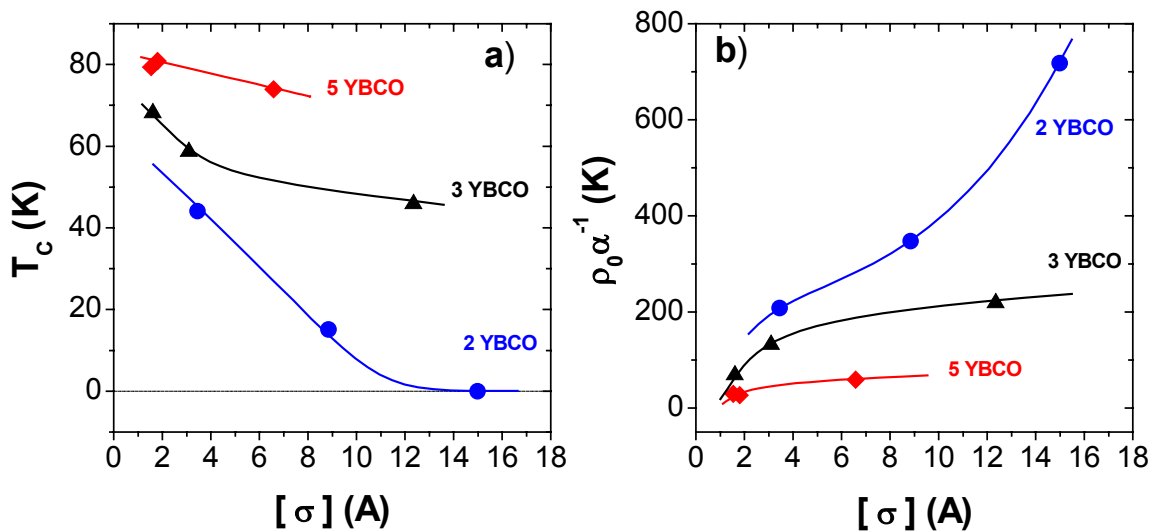 a)
80
60
40
20
0
T_C (K)
5 YBCO
3 YBCO
2 YBCO
0 2 4 6 8 10 12 14 16 18
[ σ ] (A)
b)
800
600
400
200
0
ρ₀α⁻¹ (K)
2 YBCO
3 YBCO
5 YBCO
0 2 4 6 8 10 12 14 16 18
[ σ ] (A)